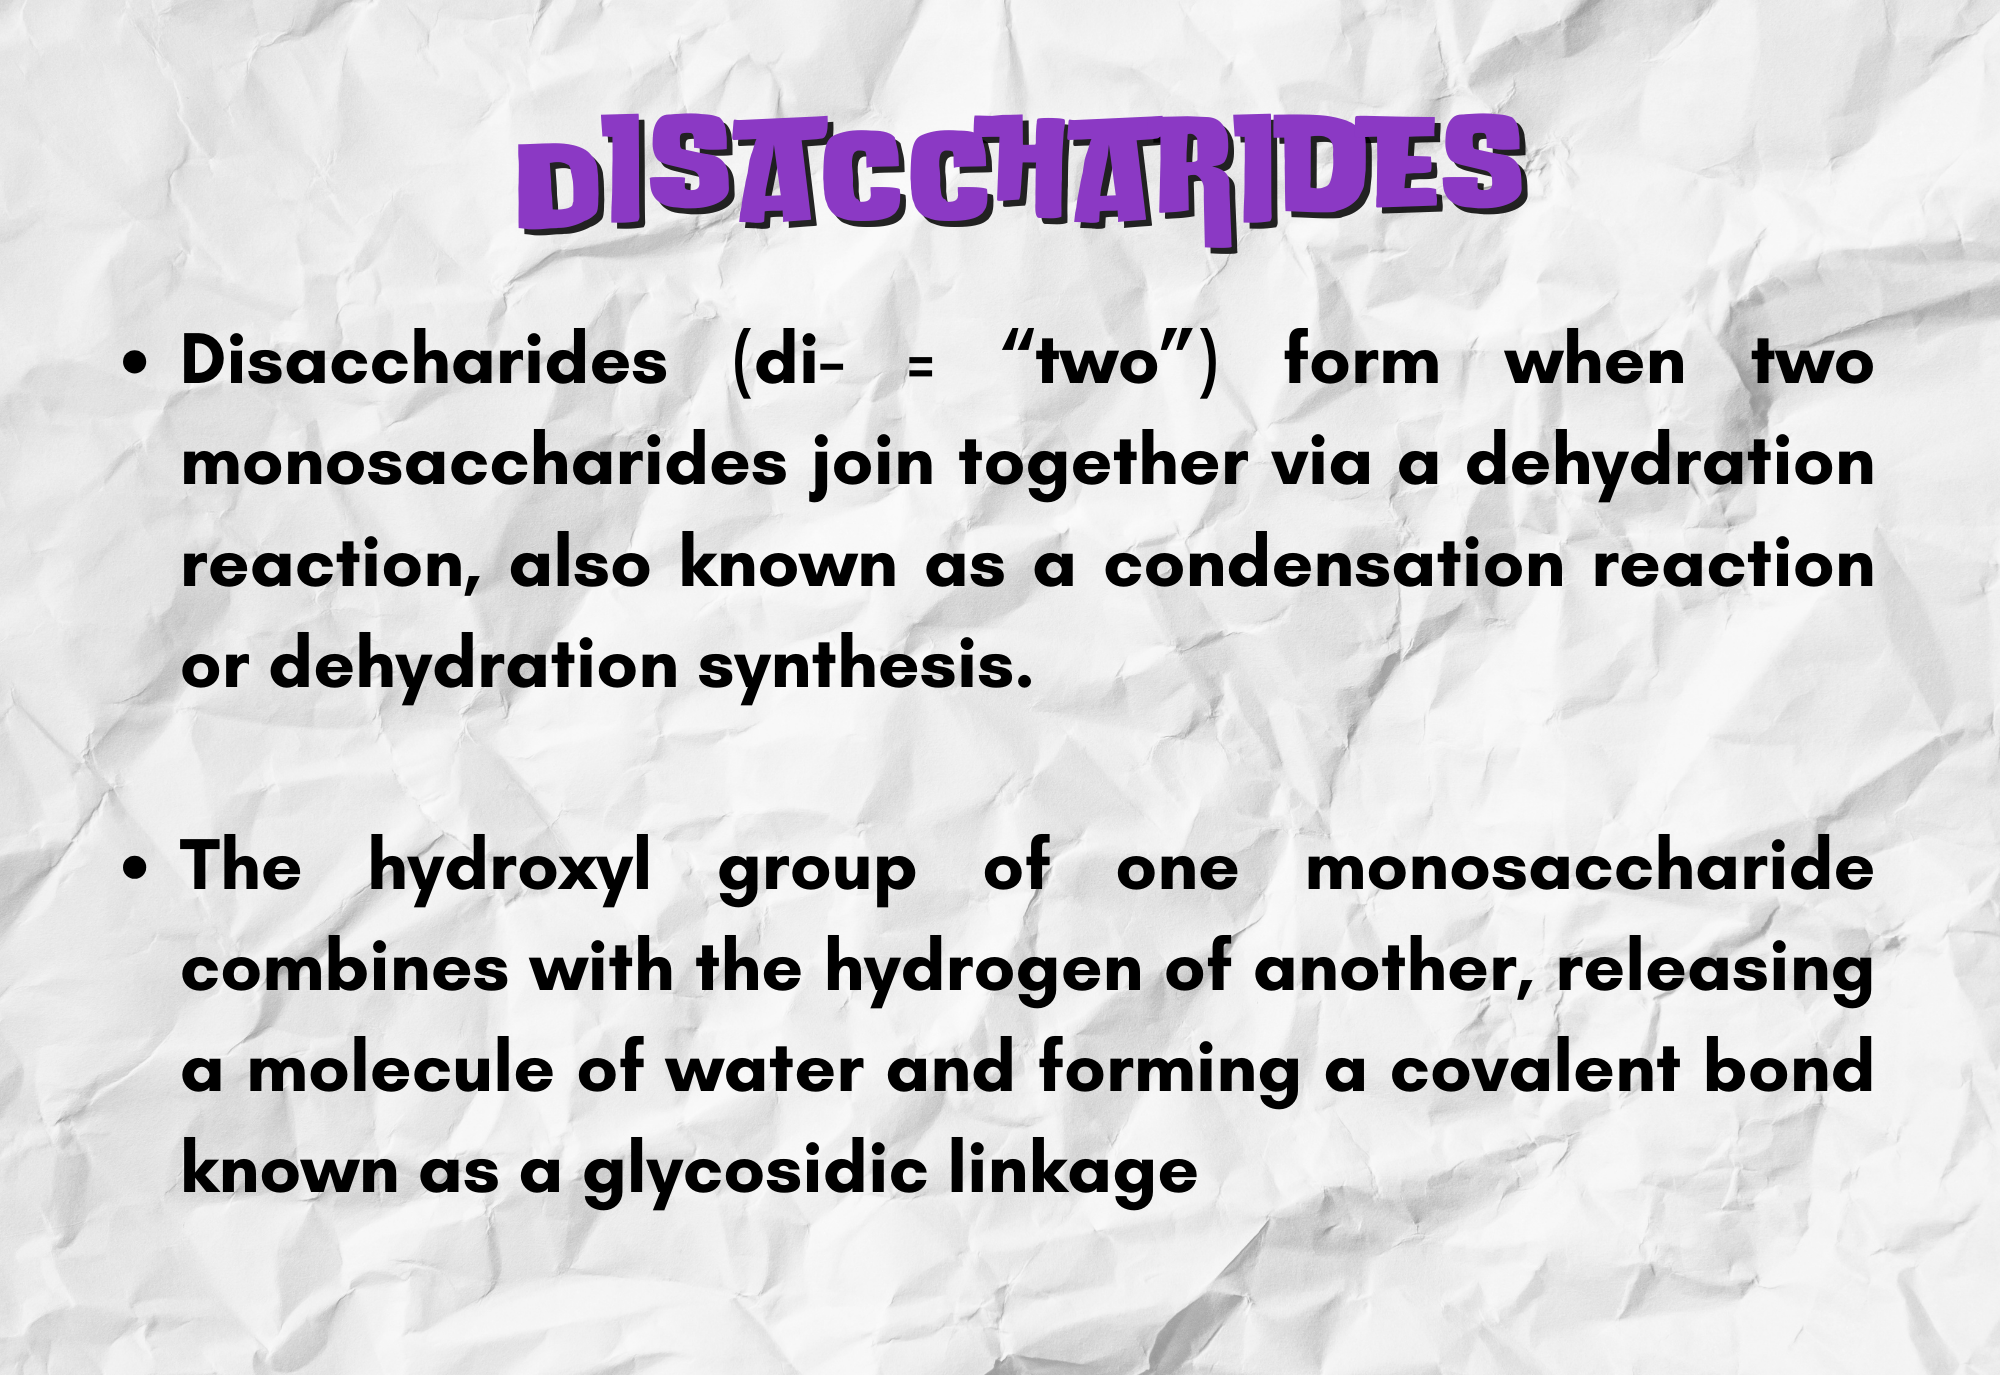 DISACCHARIDES
• Disaccharides (di- = “two”) form when two
monosaccharides join together via a dehydration
reaction, also known as a condensation reaction
or dehydration synthesis.
• The hydroxyl group of one monosaccharide
combines with the hydrogen of another, releasing
a molecule of water and forming a covalent bond
known as a glycosidic linkage